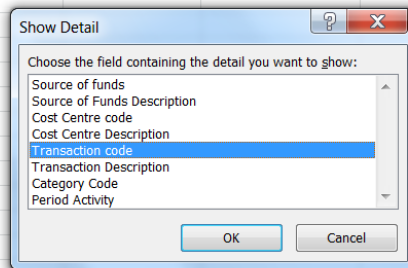 Show Detail
Choose the field containing the detail you want to show:
Source of funds
Source of Funds Description
Cost Centre code
Cost Centre Description
Transaction code
Transaction Description
Category Code
Period Activity
OK
Cancel